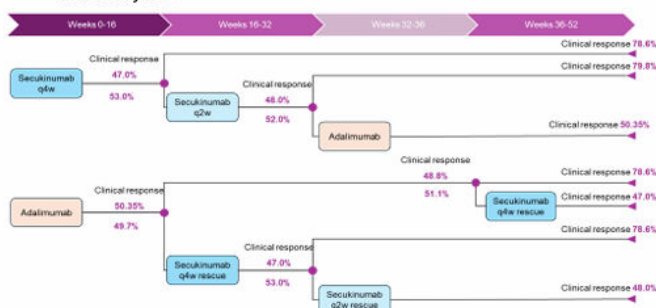 Weeks 0-16
Weeks 16-32
Weeks 32-36
Weeks 36-52
Clinical response 78.6%
Clinical response
Clinical response 79.8%
47.0%
Clinical response
Secukinumab
q4w
48.0%
53.0%
Secukinumab
q2w
52.0%
Clinical response 50.35%
Adalimumab
Clinical response
48.8%
Clinical response 78.6%
51.1%
Clinical response
Clinical response 47.0%
50.35%
Secukinumab
q4w rescue
Adalimumab
49.7%
Clinical response 78.6%
Clinical response
47.0%
Secukinumab
q4w rescue
53.0%
Clinical response 48.0%
Secukinumab
q2w rescue